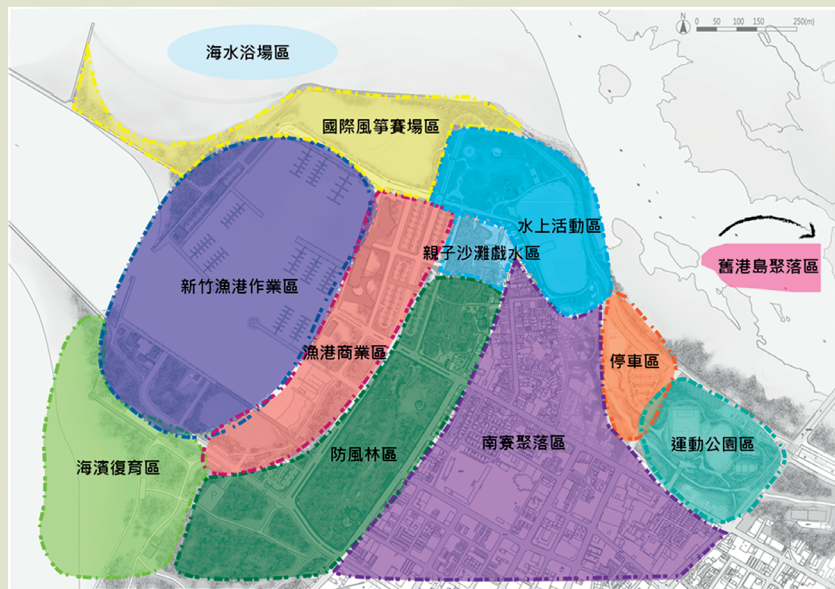 N
0 50 100 150 250(m)
海水浴場區
國際風箏賽場區
水上活動區
親子沙灘戲水區
舊港島聚落區
新竹漁港作業區
漁港商業區
停車區
運動公園區
南寮聚落區
防風林區
海濱復育區